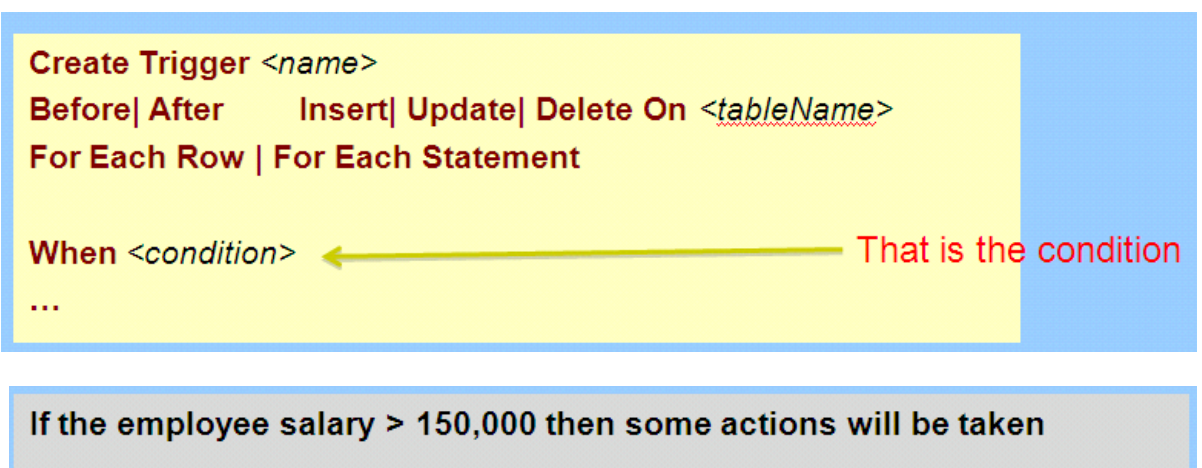 Create Trigger <name>
Before| After Insert| Update| Delete On <tableName>
For Each Row | For Each Statement
When <condition>
That is the condition
…
If the employee salary > 150,000 then some actions will be taken